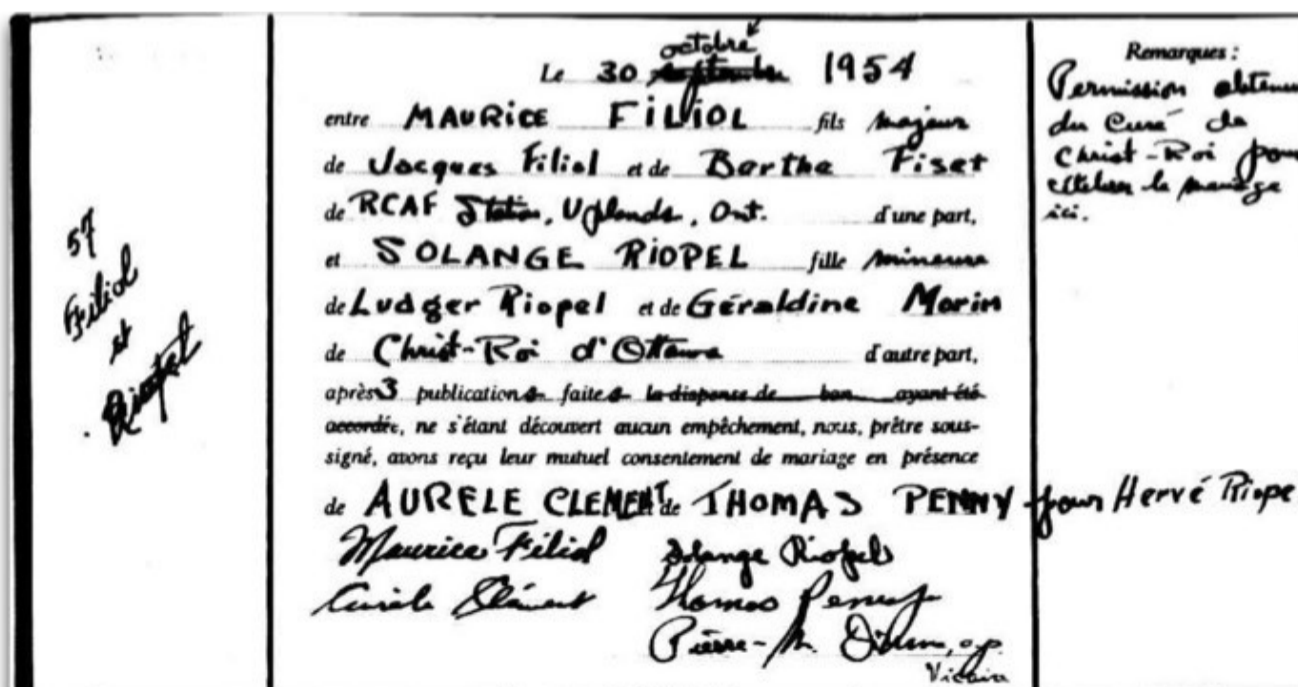 57
Filiol
et
Riopel
octobre
Le 30 septembre 1954
entre MAURICE FILIOL fils majeur
de Jacques Filiol et de Berthe Fiset
de RCAF Station, Uplands, Ont. d'une part,
et SOLANGE RIOPEL fille mineure
de Ludger Riopel et de Géraldine Morin
de Christ-Roi d'Ottawa d'autre part,
après 3 publications faites la dispense de ban ayant été
accordée, ne s'étant découvert aucun empêchement, nous, prêtre sous-
signé, avons reçu leur mutuel consentement de mariage en présence
de AURELE CLEMENT de THOMAS PENNY pour Hervé Riope
Maurice Filiol Solange Riopel
Aurèle Clément Thomas Penny
Pierre-M. o.p.
Vicaire
Remarques :
Permission obtenue
du Curé de
Christ-Roi pour
célébrer le mariage
ici.